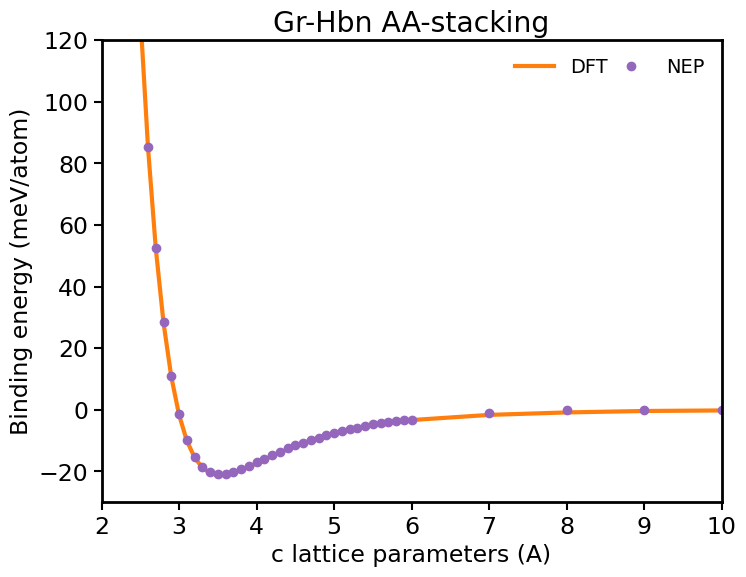 Gr-Hbn AA-stacking
DFT NEP
Binding energy (meV/atom)
120
100
80
60
40
20
0
−20
2 3 4 5 6 7 8 9 10
c lattice parameters (A)